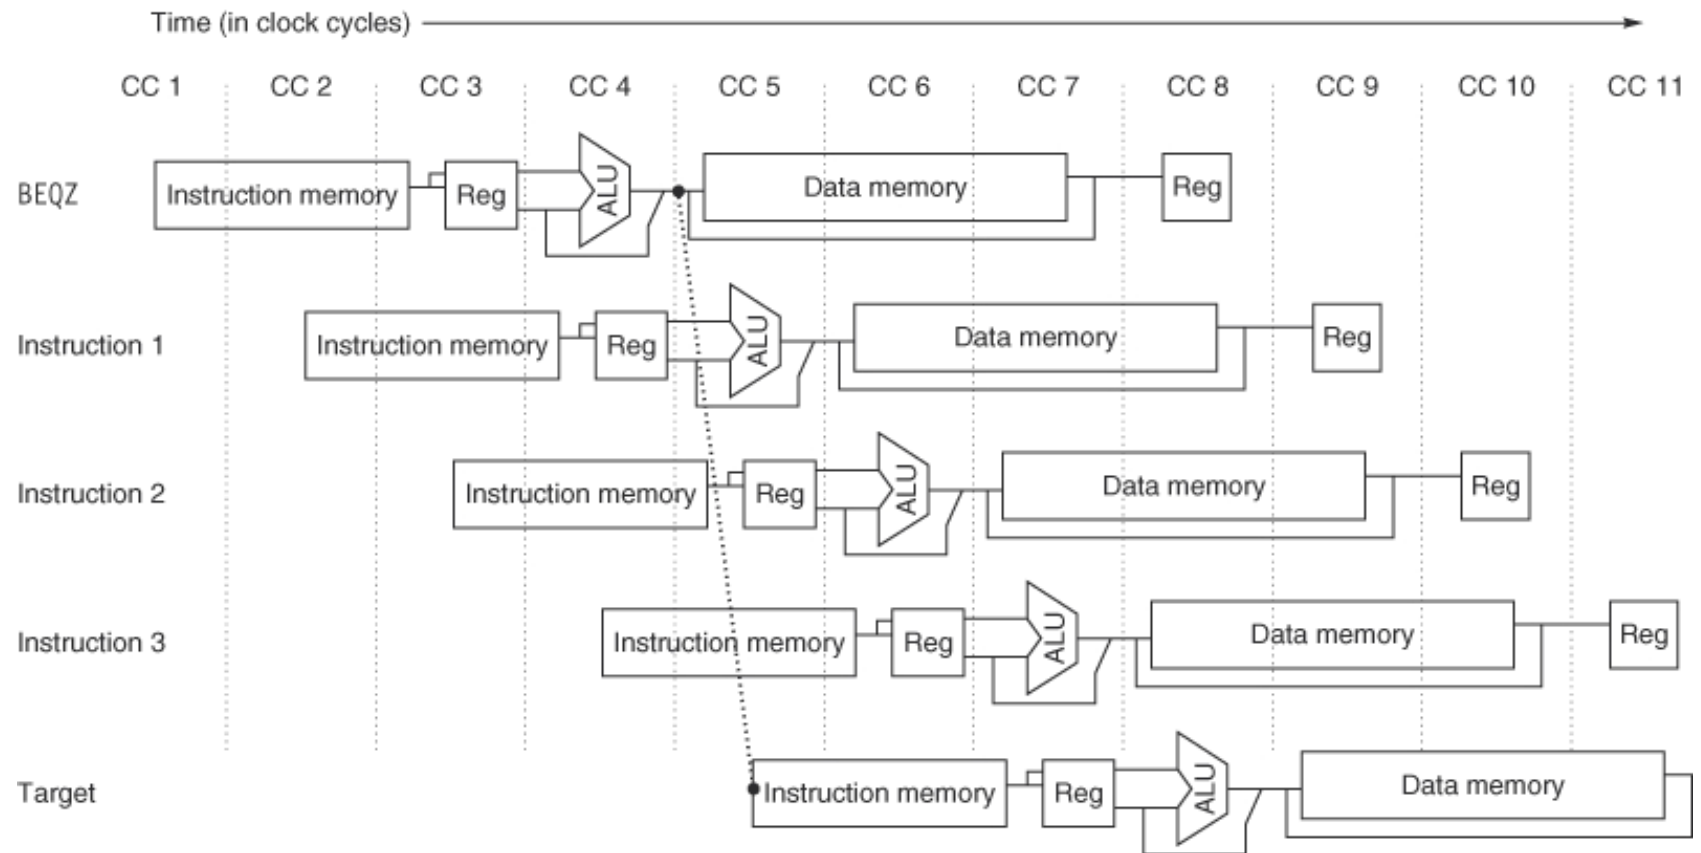 Time (in clock cycles)
CC 1 CC 2 CC 3 CC 4 CC 5 CC 6 CC 7 CC 8 CC 9 CC 10 CC 11
BEQZ Instruction memory Reg ALU Data memory Reg
Instruction 1 Instruction memory Reg ALU Data memory Reg
Instruction 2 Instruction memory Reg ALU Data memory Reg
Instruction 3 Instruction memory Reg ALU Data memory Reg
Target Instruction memory Reg ALU Data memory